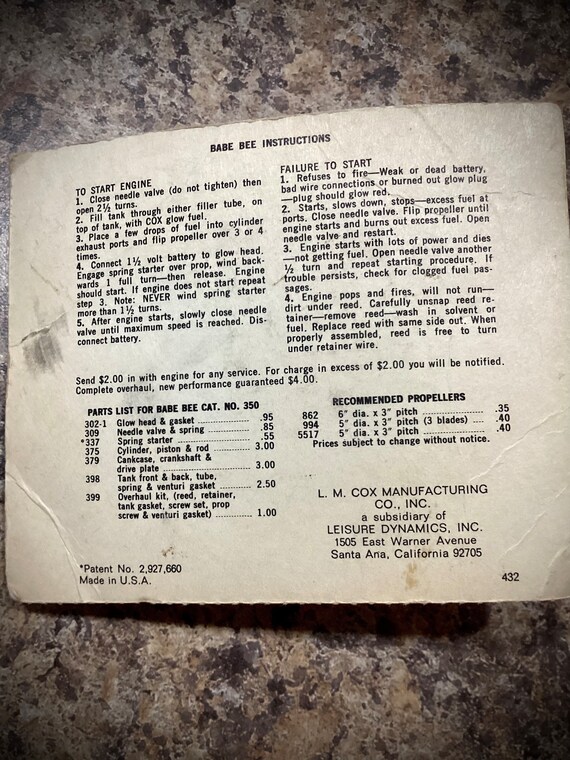 BABE BEE INSTRUCTIONS
TO START ENGINE
1. Close needle valve (do not tighten) then
open 2½ turns.
2. Fill tank through either filler tube, on
top of tank, with COX glow fuel.
3. Place a few drops of fuel into cylinder
exhaust ports and flip propeller over 3 or 4
times.
4. Connect 1½ volt battery to glow head.
Engage spring starter over prop, wind back-
wards 1 full turn—then release. Engine
should start. If engine does not start repeat
step 3. Note: NEVER wind spring starter
more than 1½ turns.
5. After engine starts, slowly close needle
valve until maximum speed is reached. Dis-
connect battery.
FAILURE TO START
1. Refuses to fire—Weak or dead battery,
bad wire connections or burned out glow plug
—plug should glow red.
2. Starts, slows down, stops—excess fuel at
ports. Close needle valve. Flip propeller until
engine starts and burns out excess fuel. Open
needle valve and restart.
3. Engine starts with lots of power and dies
—not getting fuel. Open needle valve another
½ turn and repeat starting procedure. If
trouble persists, check for clogged fuel pas-
sages.
4. Engine pops and fires, will not run—
dirt under reed. Carefully unsnap reed re-
tainer—remove reed—wash in solvent or
fuel. Replace reed with same side out. When
properly assembled, reed is free to turn
under retainer wire.
Send $2.00 in with engine for any service. For charge in excess of $2.00 you will be notified.
Complete overhaul, new performance guaranteed $4.00.
PARTS LIST FOR BABE BEE CAT. NO. 350
302-1 Glow head & gasket .95
309 Needle valve & spring .85
*337 Spring starter .55
375 Cylinder, piston & rod 3.00
379 Cankcase, crankshaft &
drive plate 3.00
398 Tank front & back, tube,
spring & venturi gasket 2.50
399 Overhaul kit, (reed, retainer,
tank gasket, screw set, prop
screw & venturi gasket) 1.00
RECOMMENDED PROPELLERS
862 6" dia. x 3" pitch .35
994 5" dia. x 3" pitch (3 blades) .40
5517 5" dia. x 3" pitch .40
Prices subject to change without notice.
L. M. COX MANUFACTURING
CO., INC.
a subsidiary of
LEISURE DYNAMICS, INC.
1505 East Warner Avenue
Santa Ana, California 92705
*Patent No. 2,927,660
Made in U.S.A.
432